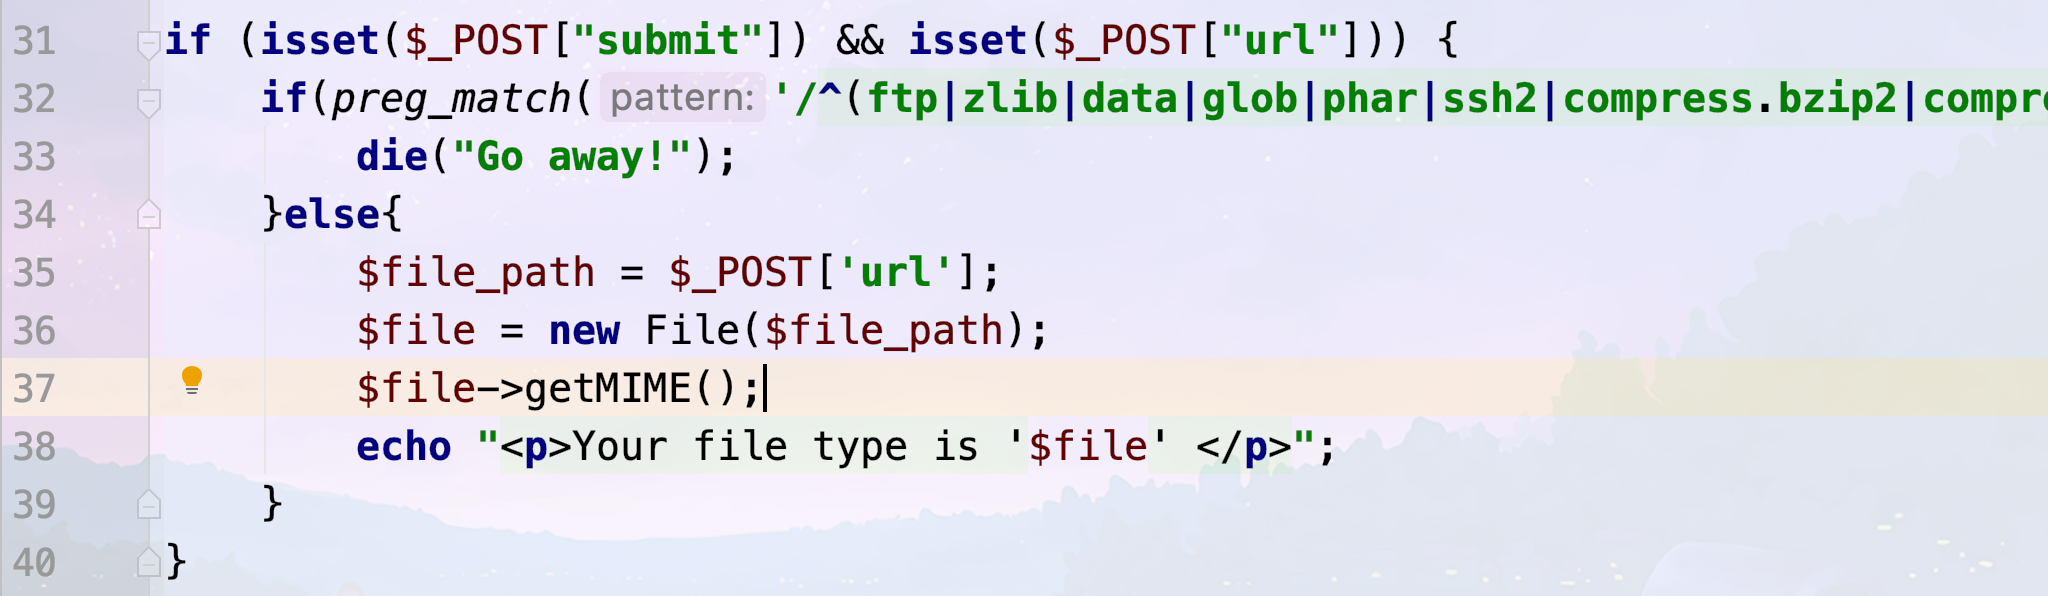 31 if (isset($_POST["submit"]) && isset($_POST["url"])) {
32 if(preg_match( pattern: '/^(ftp|zlib|data|glob|phar|ssh2|compress.bzip2|compre
33 die("Go away!");
34 }else{
35 $file_path = $_POST['url'];
36 $file = new File($file_path);
37 $file->getMIME();
38 echo "<p>Your file type is '$file' </p>";
39 }
40 }